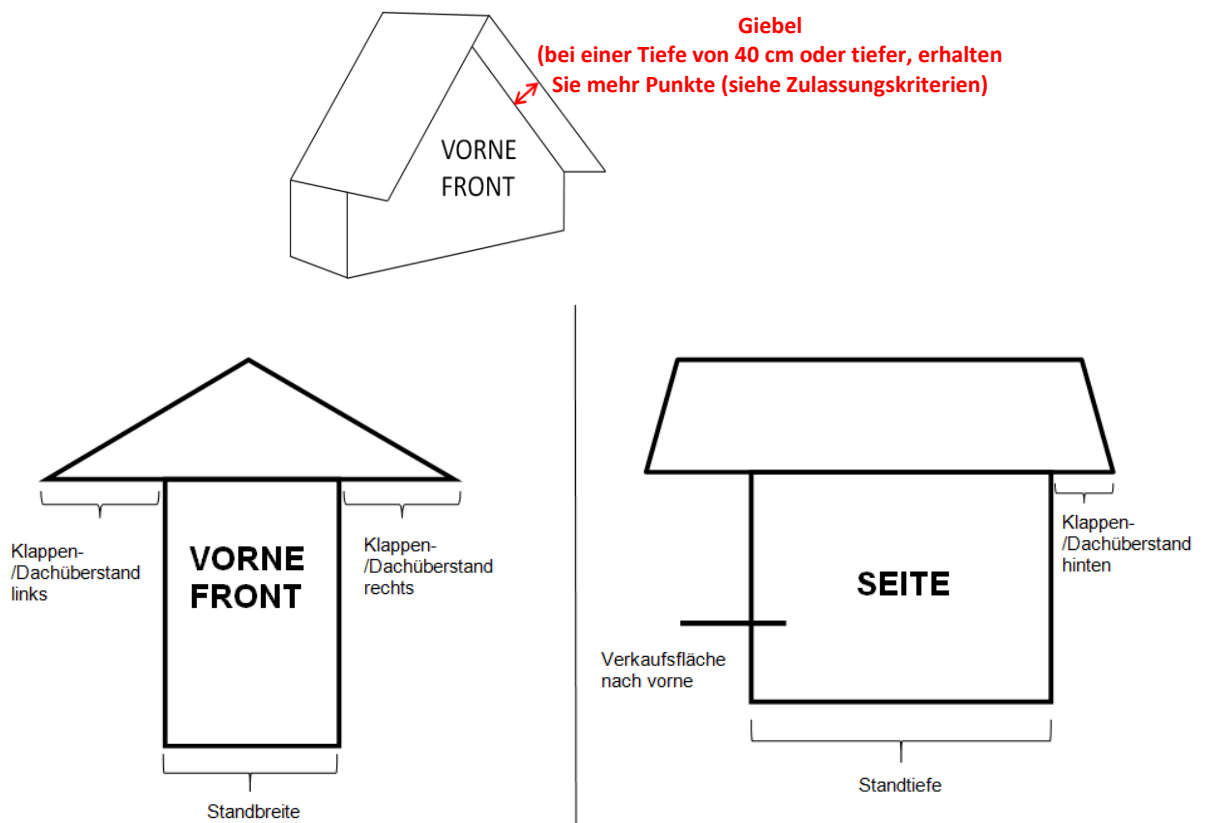 Giebel
(bei einer Tiefe von 40 cm oder tiefer, erhalten
Sie mehr Punkte (siehe Zulassungskriterien)
VORNE
FRONT
Klappen-
/Dachüberstand
links
VORNE
FRONT
Klappen-
/Dachüberstand
rechts
Standbreite
SEITE
Klappen-
/Dachüberstand
hinten
Verkaufsfläche
nach vorne
Standtiefe